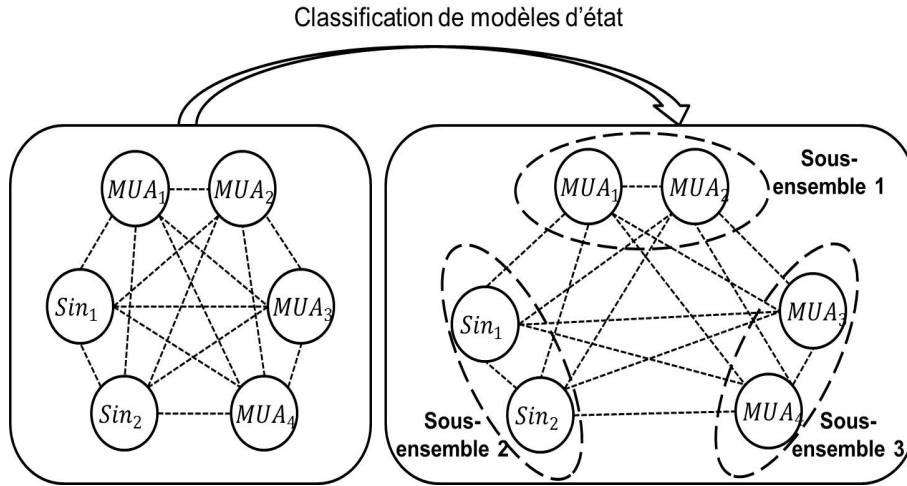 Classification de modèles d'état
MUA₁
MUA₂
Sin₁
MUA₃
Sin₂
MUA₄
MUA₁
MUA₂
Sous-
ensemble 1
Sin₁
MUA₃
Sin₂
MUA₄
Sous-
ensemble 2
Sous-
ensemble 3